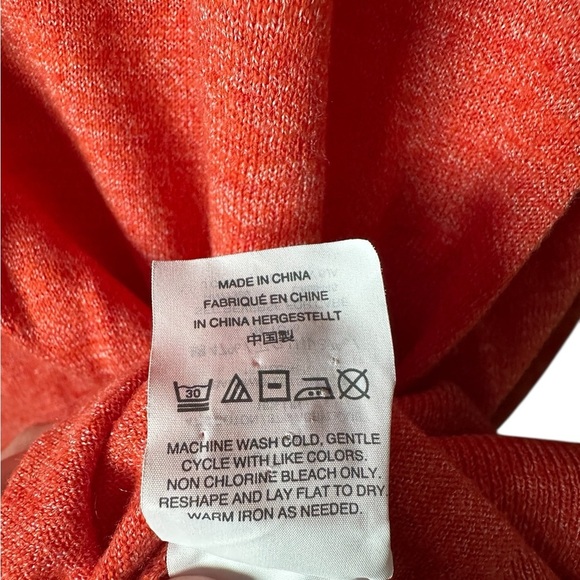 MADE IN CHINA
FABRIQUÉ EN CHINE
IN CHINA HERGESTELLT
中国製
30
MACHINE WASH COLD, GENTLE
CYCLE WITH LIKE COLORS.
NON CHLORINE BLEACH ONLY.
RESHAPE AND LAY FLAT TO DRY.
WARM IRON AS NEEDED.